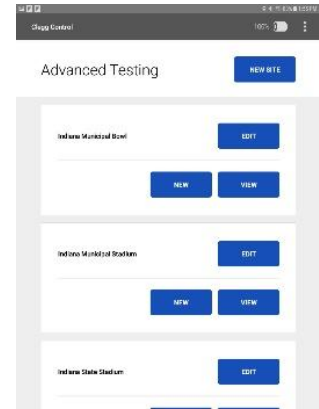 Clegg Control 100%
Advanced Testing NEW SITE
Indiana Municipal Bowl EDIT
NEW VIEW
Indiana Municipal Stadium EDIT
NEW VIEW
Indiana State Stadium EDIT